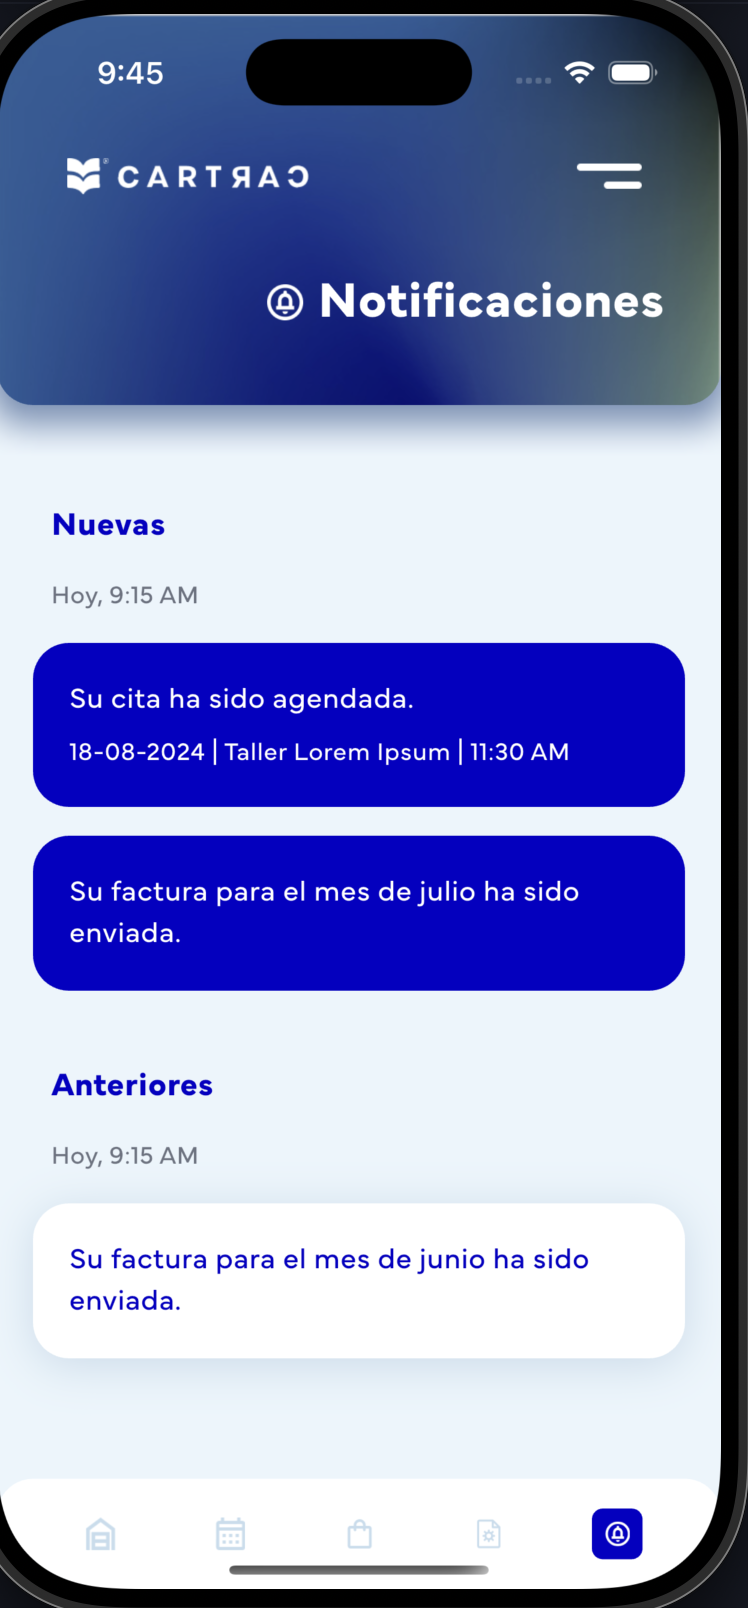 9:45
CARTRAC
Notificaciones
Nuevas
Hoy, 9:15 AM
Su cita ha sido agendada.
18-08-2024 | Taller Lorem Ipsum | 11:30 AM
Su factura para el mes de julio ha sido
enviada.
Anteriores
Hoy, 9:15 AM
Su factura para el mes de junio ha sido
enviada.